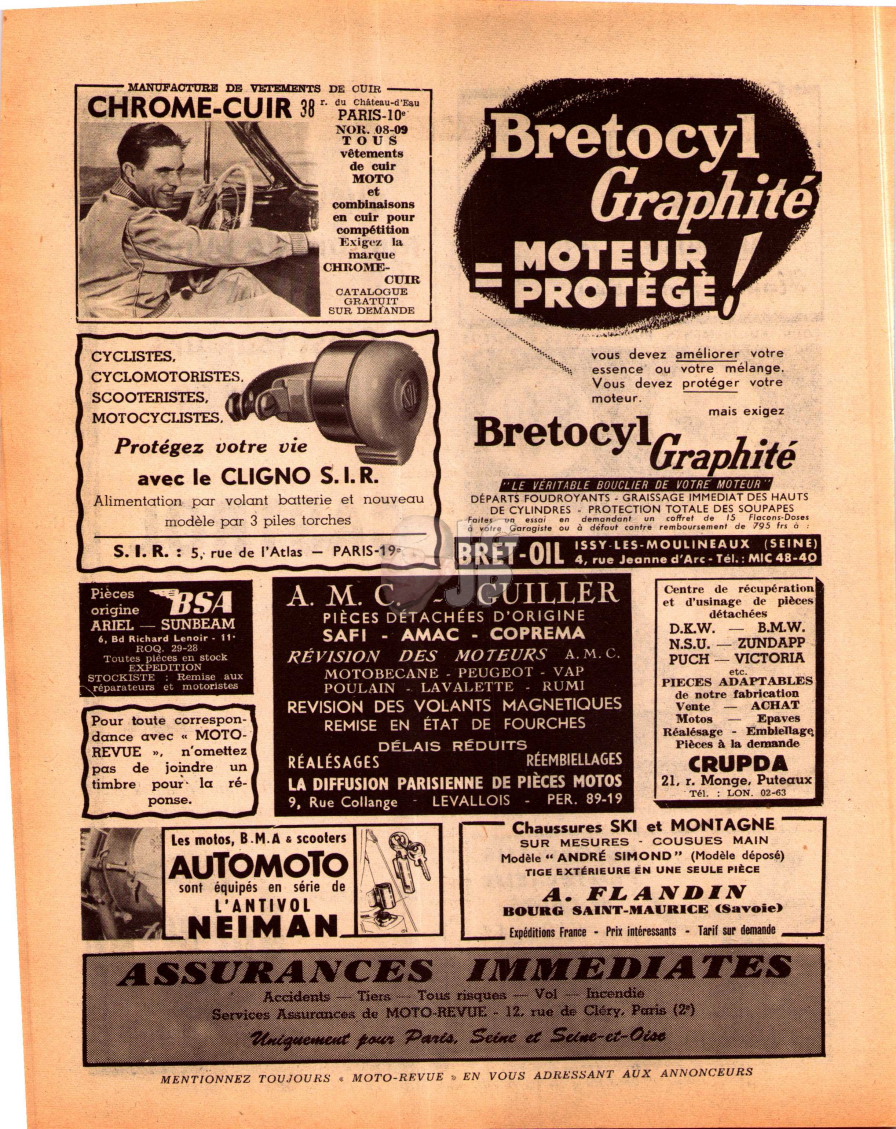 MANUFACTURE DE VETEMENTS DE CUIR
CHROME-CUIR 38 r. du Château-d'Eau
PARIS-10e
NOR. 08-09
TOUS
vêtements
de cuir
MOTO
et
combinaisons
en cuir pour
compétition
Exigez la
marque
CHROME-
CUIR
CATALOGUE
GRATUIT
SUR DEMANDE
Bretocyl
Graphité
= MOTEUR
PROTÉGÉ !
vous devez améliorer votre
essence ou votre mélange.
Vous devez protéger votre
moteur.
mais exigez
Bretocyl
Graphité
"LE VÉRITABLE BOUCLIER DE VOTRE MOTEUR"
DÉPARTS FOUDROYANTS - GRAISSAGE IMMEDIAT DES HAUTS
DE CYLINDRES - PROTECTION TOTALE DES SOUPAPES
Faites un essai en demandant un coffret de 15 Flacons-Doses
à votre Garagiste ou à défaut contre remboursement de 795 frs à :
BRET-OIL ISSY-LES-MOULINEAUX (SEINE)
4, rue Jeanne d'Arc - Tél. : MIC 48-40
CYCLISTES,
CYCLOMOTORISTES,
SCOOTERISTES,
MOTOCYCLISTES,
Protégez votre vie
avec le CLIGNO S.I.R.
Alimentation par volant batterie et nouveau
modèle par 3 piles torches
S. I. R. : 5, rue de l'Atlas — PARIS-19e
Pièces
origine BSA
ARIEL — SUNBEAM
6, Bd Richard Lenoir - 11e
ROQ. 29-28
Toutes pièces en stock
EXPEDITION
STOCKISTE : Remise aux
réparateurs et motoristes
Pour toute correspon-
dance avec « MOTO-
REVUE », n'omettez
pas de joindre un
timbre pour la ré-
ponse.
A. M. C. - GUILLER
PIÈCES DÉTACHÉES D'ORIGINE
SAFI - AMAC - COPREMA
RÉVISION DES MOTEURS A.M.C.
MOTOBECANE - PEUGEOT - VAP
POULAIN - LAVALETTE - RUMI
REVISION DES VOLANTS MAGNETIQUES
REMISE EN ÉTAT DE FOURCHES
DÉLAIS RÉDUITS
RÉALÉSAGES RÉEMBIELLAGES
LA DIFFUSION PARISIENNE DE PIÈCES MOTOS
9, Rue Collange - LEVALLOIS - PER. 89-19
Centre de récupération
et d'usinage de pièces
détachées
D.K.W. — B.M.W.
N.S.U. — ZUNDAPP
PUCH — VICTORIA
etc.
PIECES ADAPTABLES
de notre fabrication
Vente — ACHAT
Motos — Epaves
Réalésage - Embiellage
Pièces à la demande
CRUPDA
21, r. Monge, Puteaux
Tél. : LON. 02-63
Les motos, B.M.A & scooters
AUTOMOTO
sont équipés en série de
L'ANTIVOL
NEIMAN
Chaussures SKI et MONTAGNE
SUR MESURES - COUSUES MAIN
Modèle "ANDRÉ SIMOND" (Modèle déposé)
TIGE EXTÉRIEURE EN UNE SEULE PIÈCE
A. FLANDIN
BOURG SAINT-MAURICE (Savoie)
Expéditions France - Prix intéressants - Tarif sur demande
ASSURANCES IMMEDIATES
Accidents — Tiers — Tous risques — Vol — Incendie
Services Assurances de MOTO-REVUE - 12, rue de Cléry, Paris (2e)
Uniquement pour Paris, Seine et Seine-et-Oise
MENTIONNEZ TOUJOURS « MOTO-REVUE » EN VOUS ADRESSANT AUX ANNONCEURS